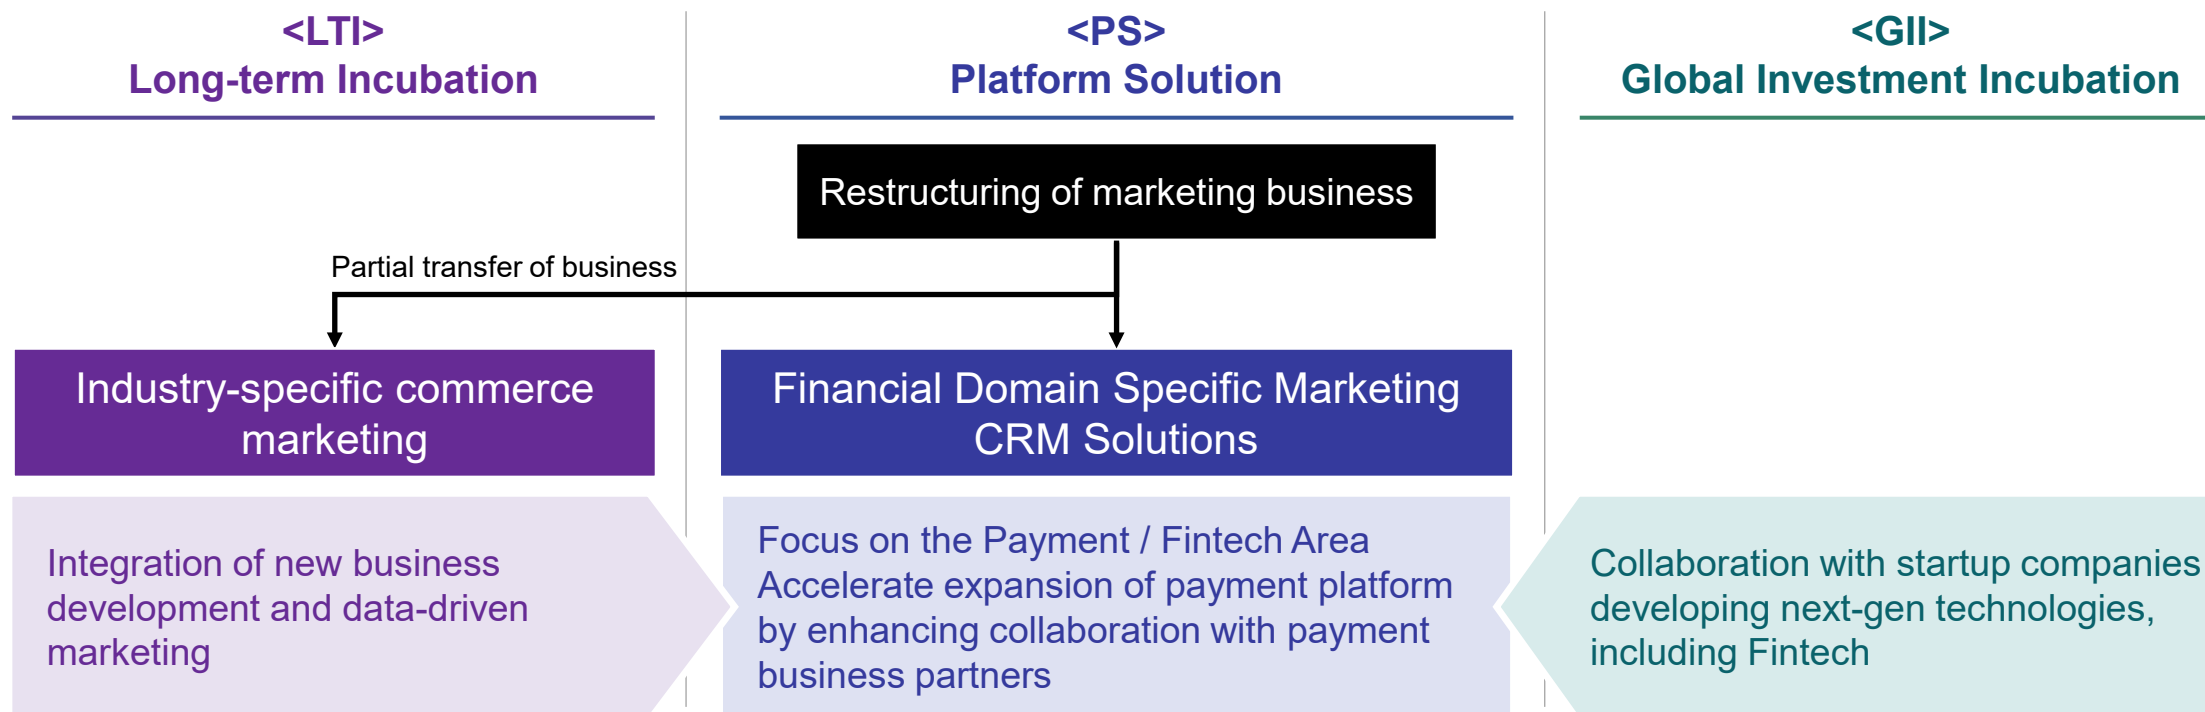 <LTI>
Long-term Incubation
<PS>
Platform Solution
<GII>
Global Investment Incubation
Restructuring of marketing business
Partial transfer of business
Industry-specific commerce
marketing
Financial Domain Specific Marketing
CRM Solutions
Integration of new business
development and data-driven
marketing
Focus on the Payment / Fintech Area
Accelerate expansion of payment platform
by enhancing collaboration with payment
business partners
Collaboration with startup companies
developing next-gen technologies,
including Fintech